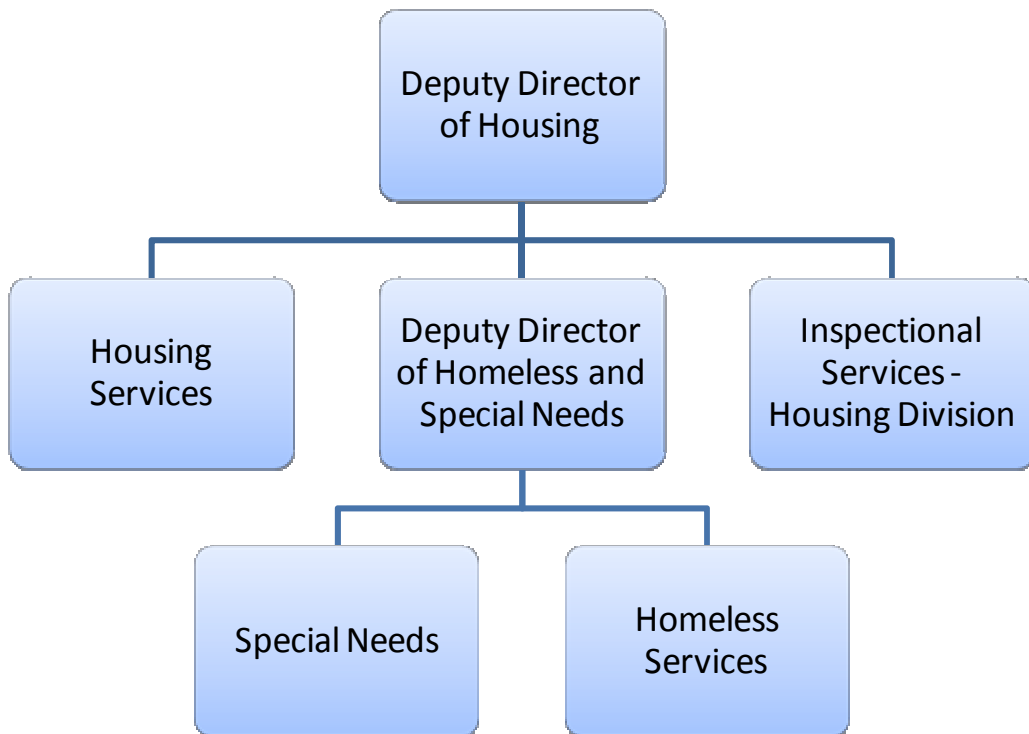 Deputy Director
of Housing
Housing
Services
Deputy Director
of Homeless and
Special Needs
Inspectional
Services -
Housing Division
Special Needs
Homeless
Services